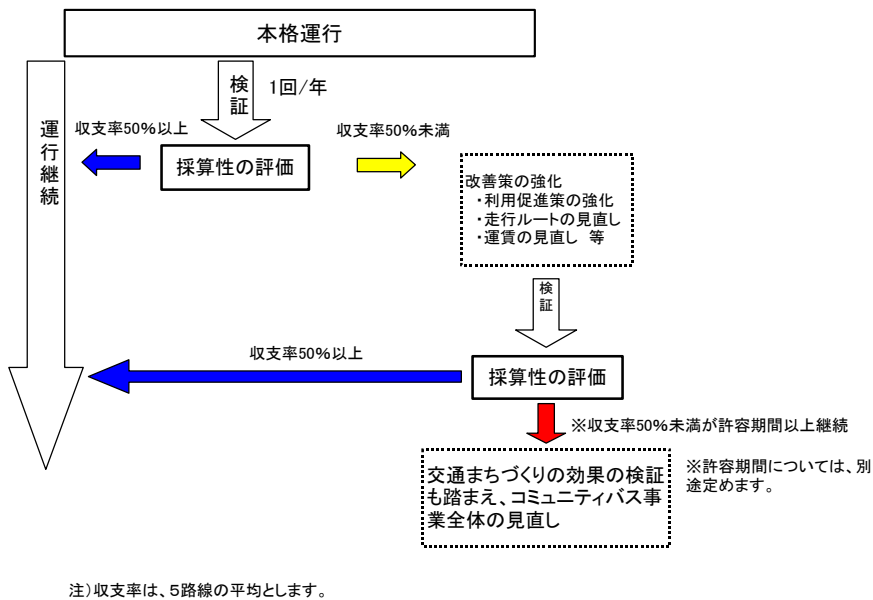 本格運行
検証
1回/年
運行継続
収支率50%以上
収支率50%未満
採算性の評価
改善策の強化
・利用促進策の強化
・走行ルートの見直し
・運賃の見直し 等
検証
収支率50%以上
採算性の評価
※収支率50%未満が許容期間以上継続
交通まちづくりの効果の検証
も踏まえ、コミュニティバス事
業全体の見直し
※許容期間については、別
途定めます。
注)収支率は、5路線の平均とします。